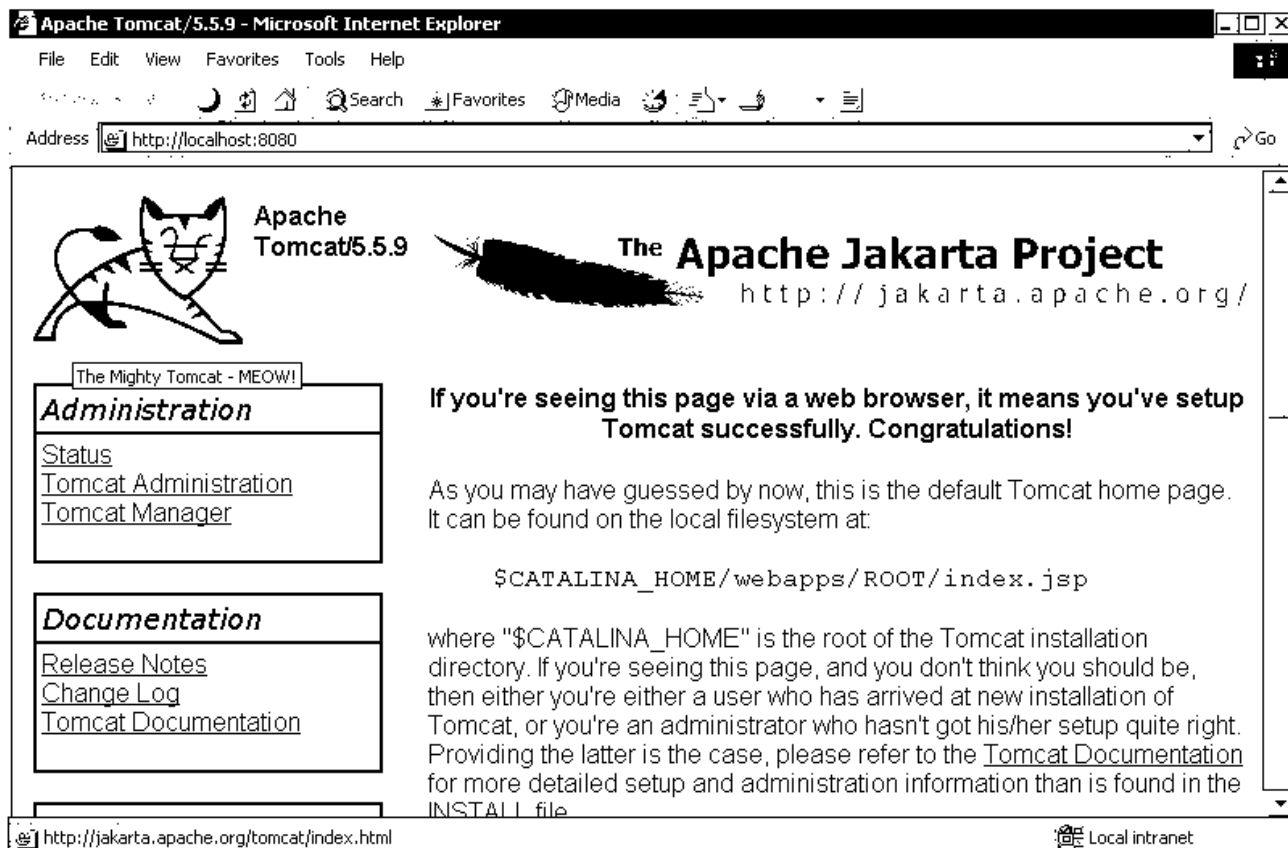 Apache Tomcat/5.5.9 - Microsoft Internet Explorer
File Edit View Favorites Tools Help
Search Favorites Media
Address http://localhost:8080 Go
Apache
Tomcat/5.5.9
The Apache Jakarta Project
http://jakarta.apache.org/
The Mighty Tomcat - MEOW!
Administration
Status
Tomcat Administration
Tomcat Manager
Documentation
Release Notes
Change Log
Tomcat Documentation
If you're seeing this page via a web browser, it means you've setup
Tomcat successfully. Congratulations!
As you may have guessed by now, this is the default Tomcat home page.
It can be found on the local filesystem at:
$CATALINA_HOME/webapps/ROOT/index.jsp
where "$CATALINA_HOME" is the root of the Tomcat installation
directory. If you're seeing this page, and you don't think you should be,
then either you're either a user who has arrived at new installation of
Tomcat, or you're an administrator who hasn't got his/her setup quite right.
Providing the latter is the case, please refer to the Tomcat Documentation
for more detailed setup and administration information than is found in the
INSTALL file
http://jakarta.apache.org/tomcat/index.html
Local intranet